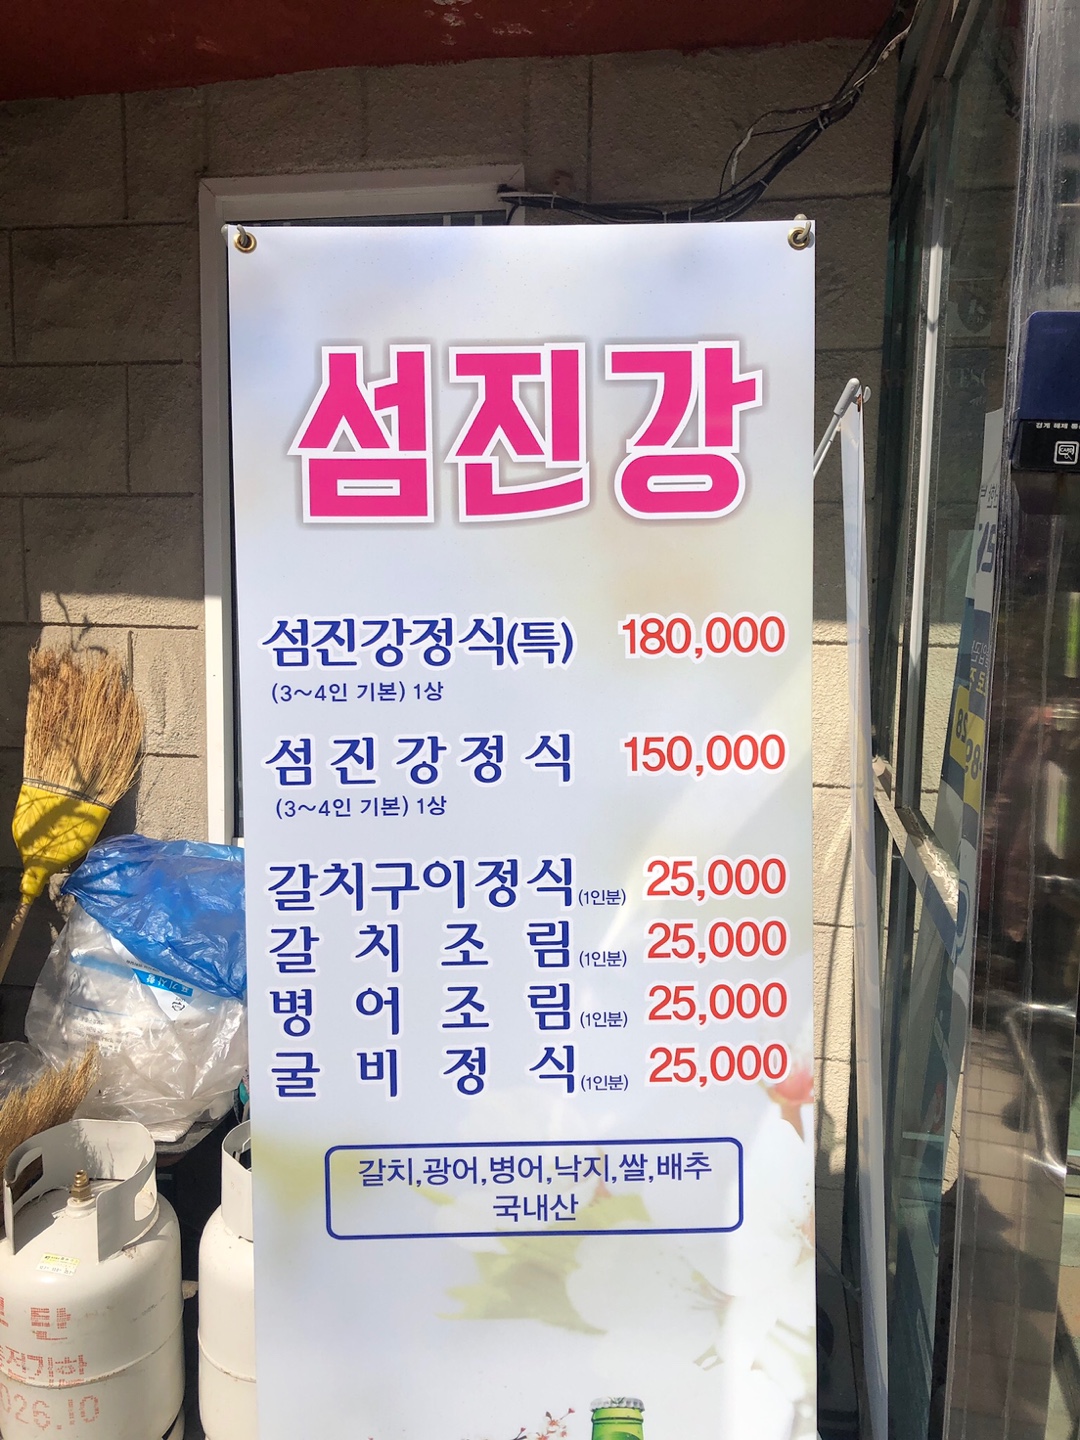 섬진강
섬진강정식(특) 180,000
(3~4인 기본) 1상
섬진강정식 150,000
(3~4인 기본) 1상
갈치구이정식(1인분) 25,000
갈치조림(1인분) 25,000
병어조림(1인분) 25,000
굴비정식(1인분) 25,000
갈치,광어,병어,낙지,쌀,배추
국내산